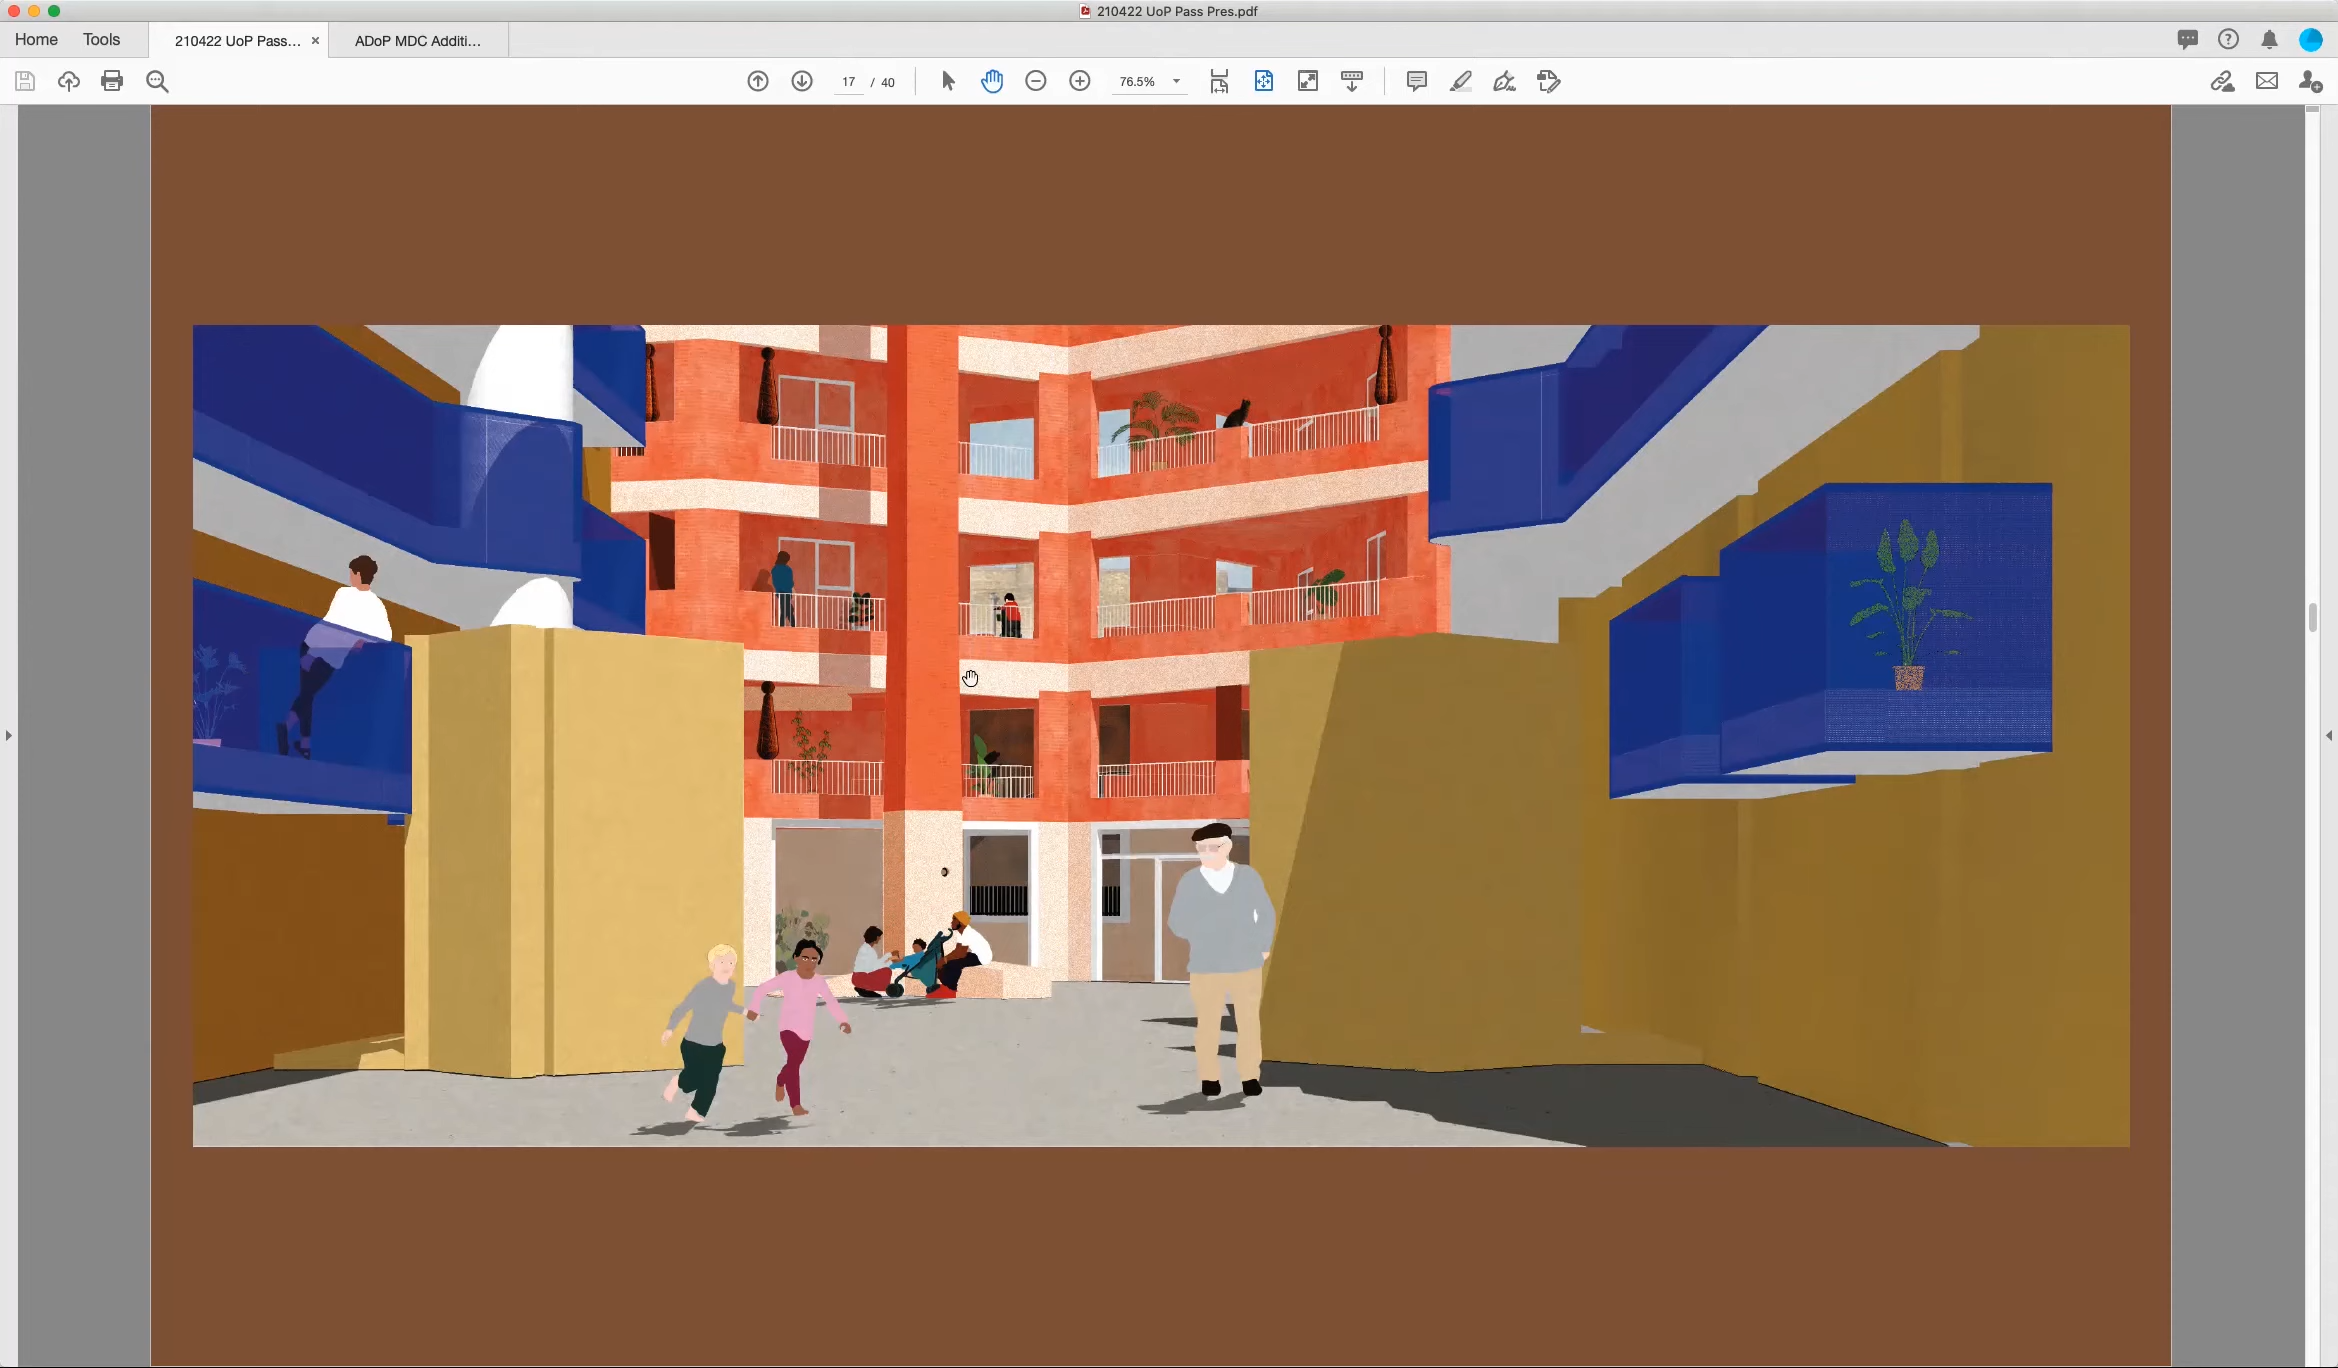 210422 UoP Pass Pres.pdf
Home Tools 210422 UoP Pass... × ADoP MDC Additi...
17 / 40 76.5%